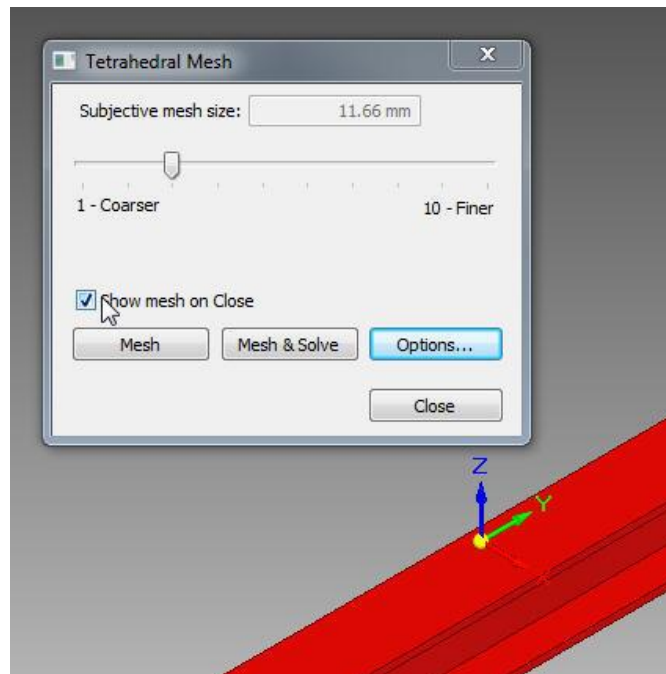 Tetrahedral Mesh
Subjective mesh size: 11.66 mm
1 - Coarser 10 - Finer
Show mesh on Close
Mesh Mesh & Solve Options...
Close
Z
Y
X